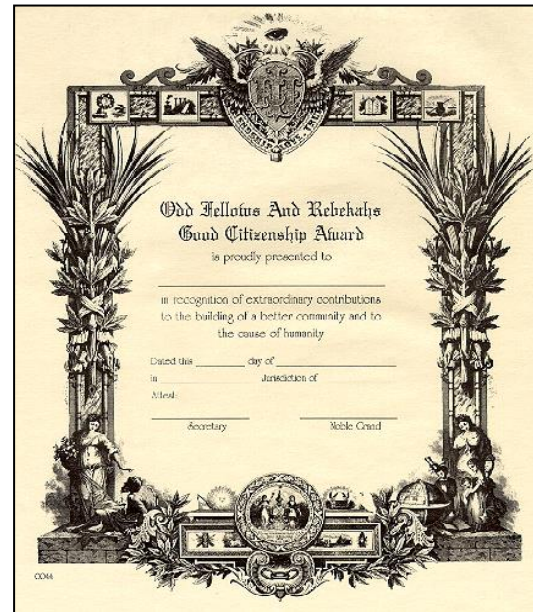 Odd Fellows And Rebekahs
Good Citizenship Award
is proudly presented to
in recognition of extraordinary contributions
to the building of a better community and to
the cause of humanity
Dated this day of
in Jurisdiction of
Attest:
Secretary Noble Grand